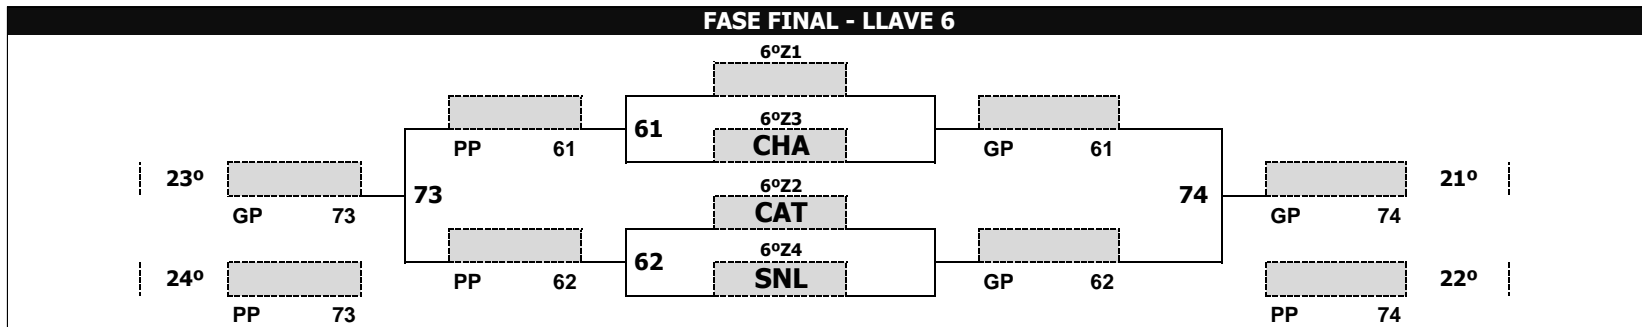 FASE FINAL - LLAVE 6
6ºZ1
61
6ºZ3
CHA
PP 61
GP 61
23º
21º
6ºZ2
73
CAT
74
GP 73
GP 74
6ºZ4
62
SNL
24º
22º
PP 62
GP 62
PP 73
PP 74